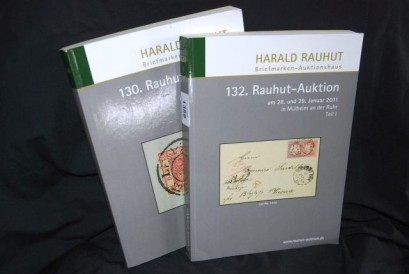 HARALD RAUHUT
Briefmarken-Auktionshaus
130. Rauhut-
HARALD RAUHUT
Briefmarken-Auktionshaus
132. Rauhut-Auktion
am 28. und 29. Januar 2011
in Mülheim an der Ruhr
Teil I